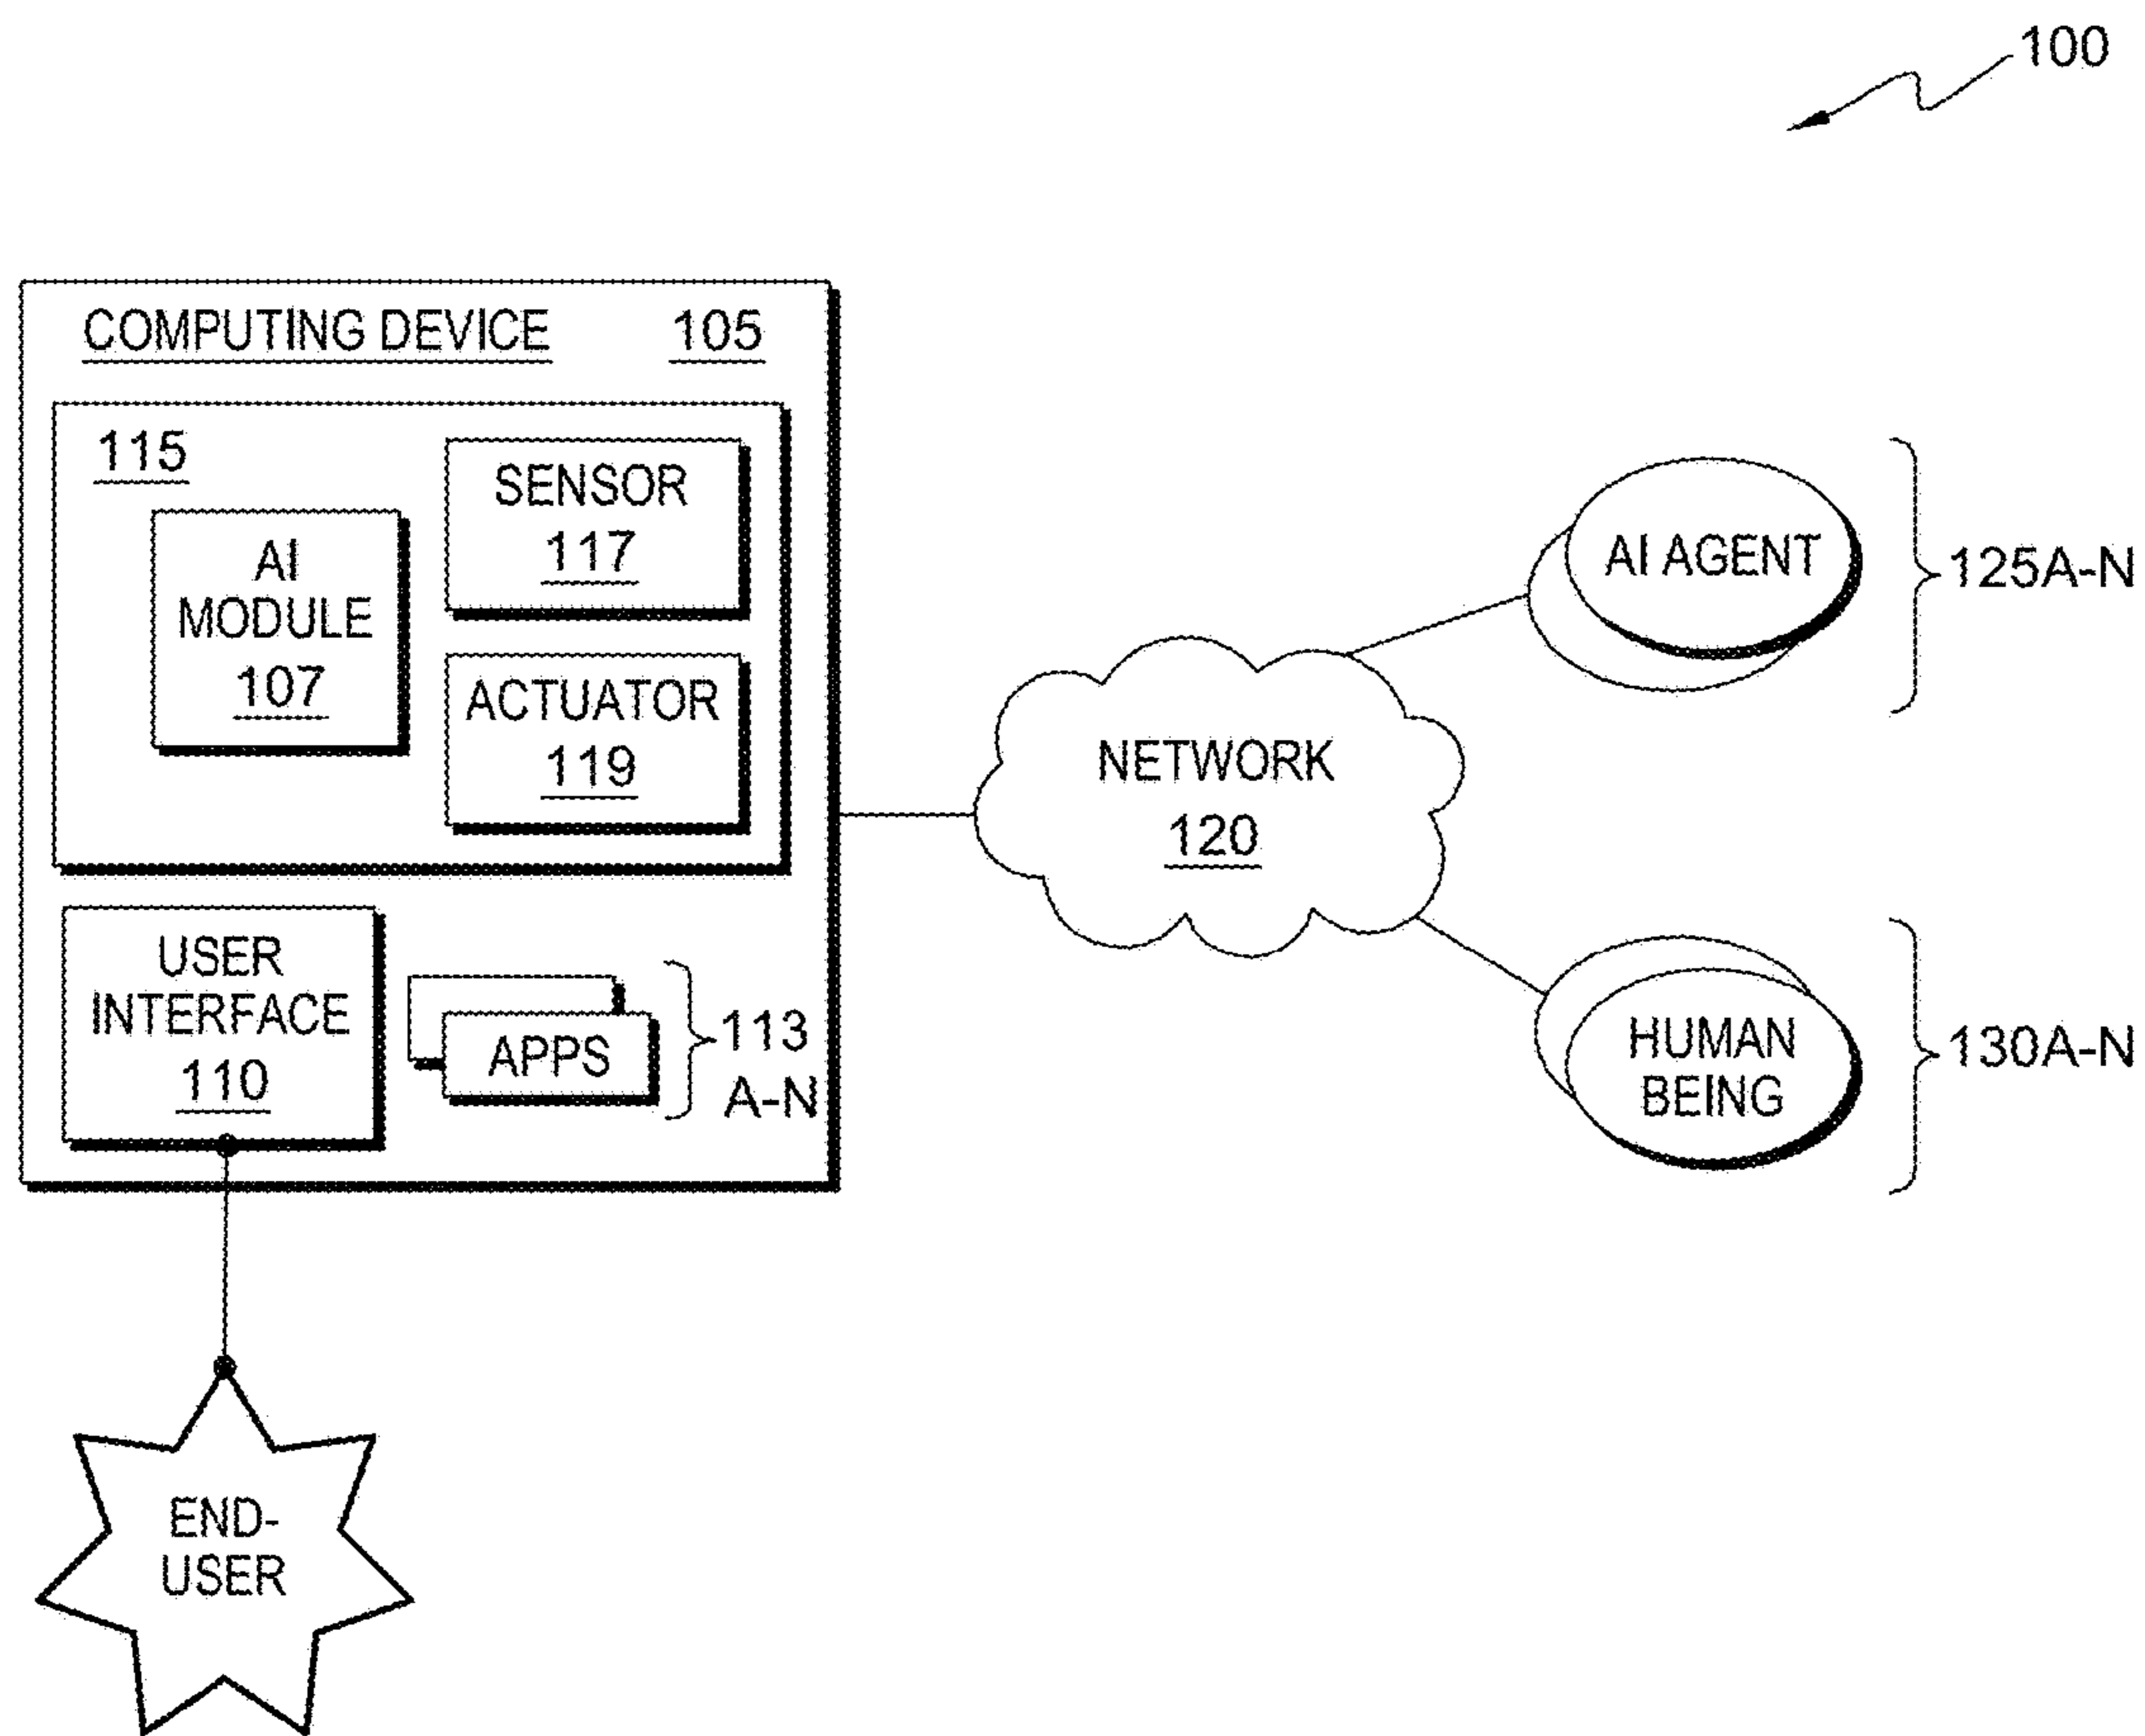 100
COMPUTING DEVICE 105
115
SENSOR
117
AI
MODULE
107
ACTUATOR
119
USER
INTERFACE
110
APPS
113
A-N
NETWORK
120
AI AGENT
125A-N
HUMAN
BEING
130A-N
END-
USER